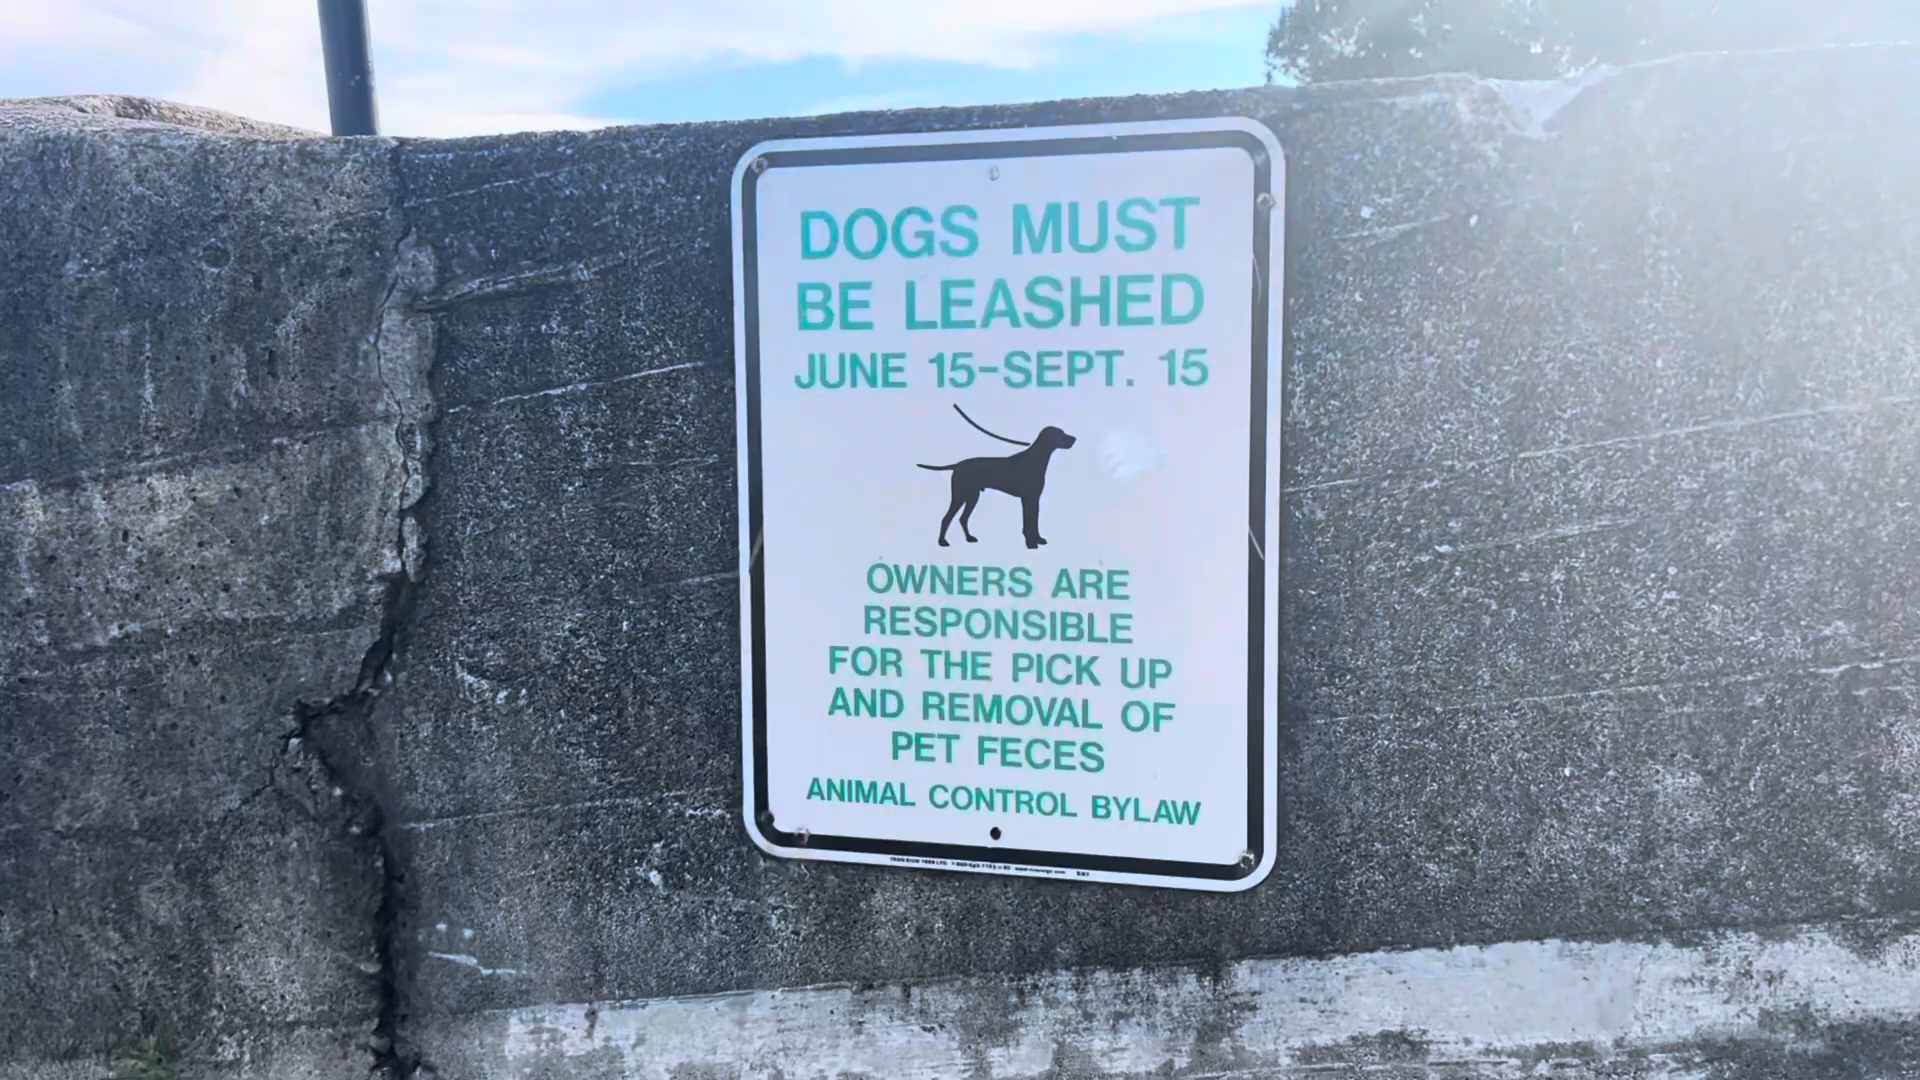 DOGS MUST
BE LEASHED
JUNE 15-SEPT. 15
OWNERS ARE
RESPONSIBLE
FOR THE PICK UP
AND REMOVAL OF
PET FECES
ANIMAL CONTROL BYLAW